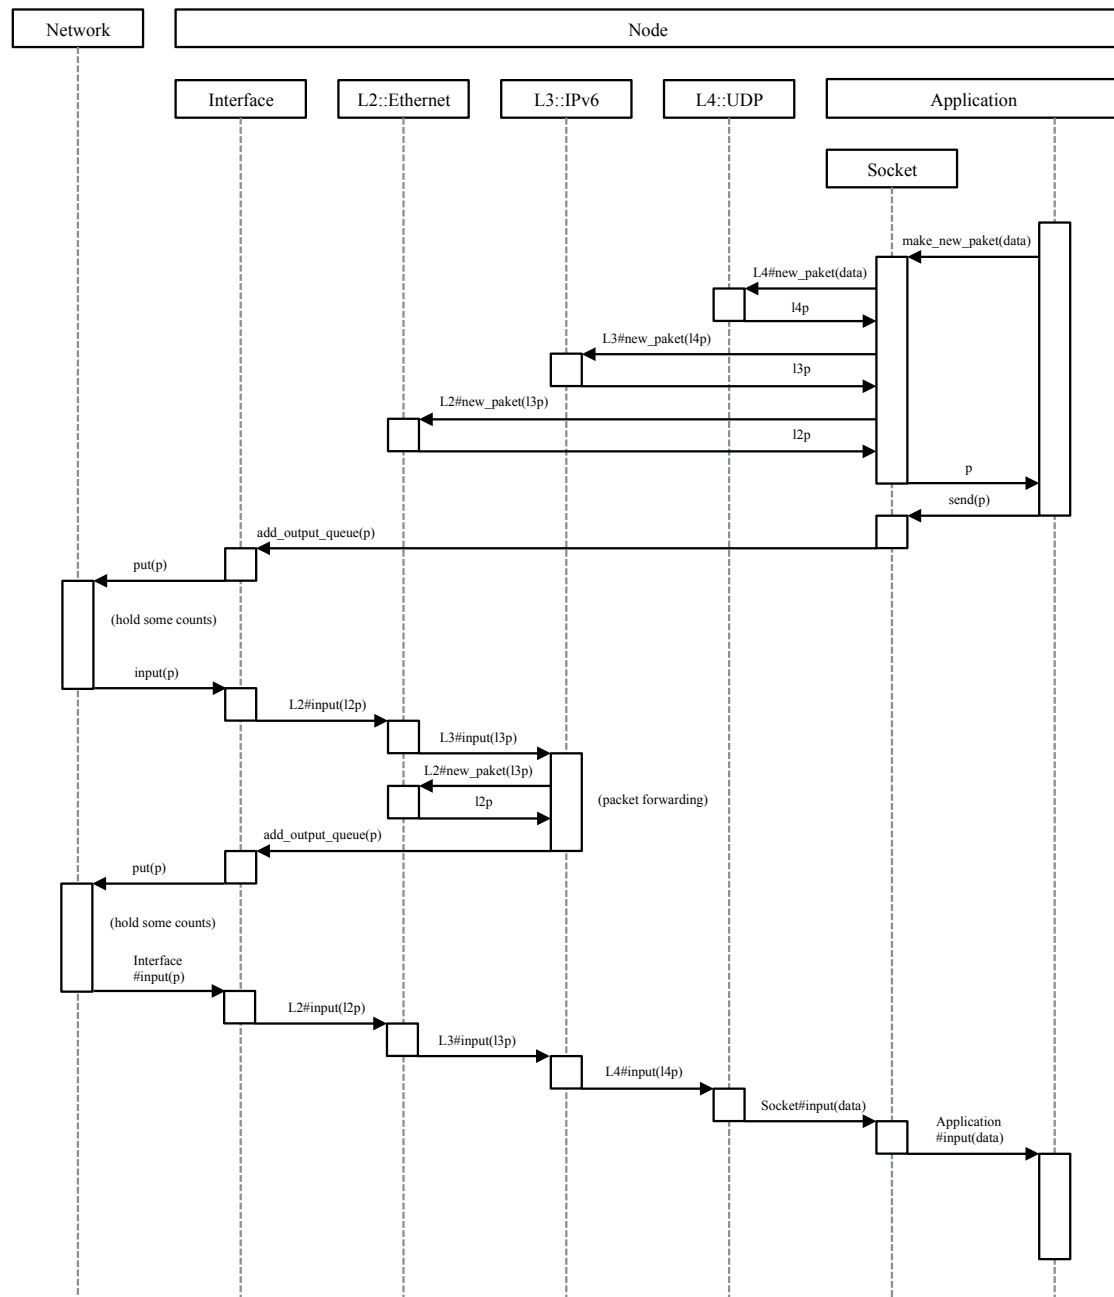 Network
Node
Interface
L2::Ethernet
L3::IPv6
L4::UDP
Application
Socket
make_new_paket(data)
L4#new_paket(data)
l4p
L3#new_paket(l4p)
l3p
L2#new_paket(l3p)
l2p
p
send(p)
add_output_queue(p)
put(p)
(hold some counts)
input(p)
L2#input(l2p)
L3#input(l3p)
L2#new_paket(l3p)
l2p
(packet forwarding)
add_output_queue(p)
put(p)
(hold some counts)
Interface
#input(p)
L2#input(l2p)
L3#input(l3p)
L4#input(l4p)
Socket#input(data)
Application
#input(data)